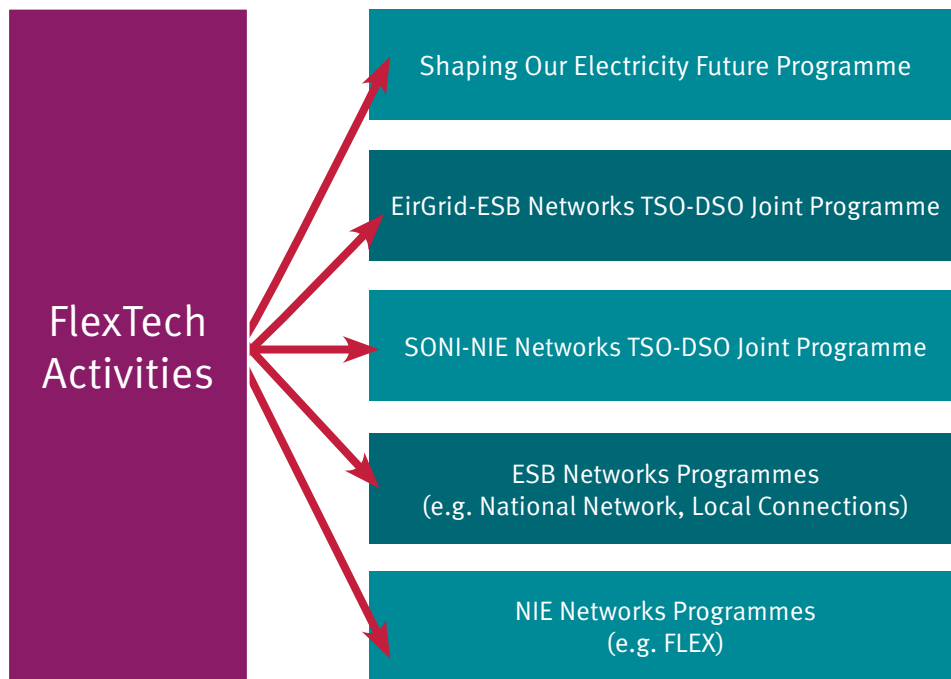 FlexTech
Activities
Shaping Our Electricity Future Programme
EirGrid-ESB Networks TSO-DSO Joint Programme
SONI-NIE Networks TSO-DSO Joint Programme
ESB Networks Programmes
(e.g. National Network, Local Connections)
NIE Networks Programmes
(e.g. FLEX)